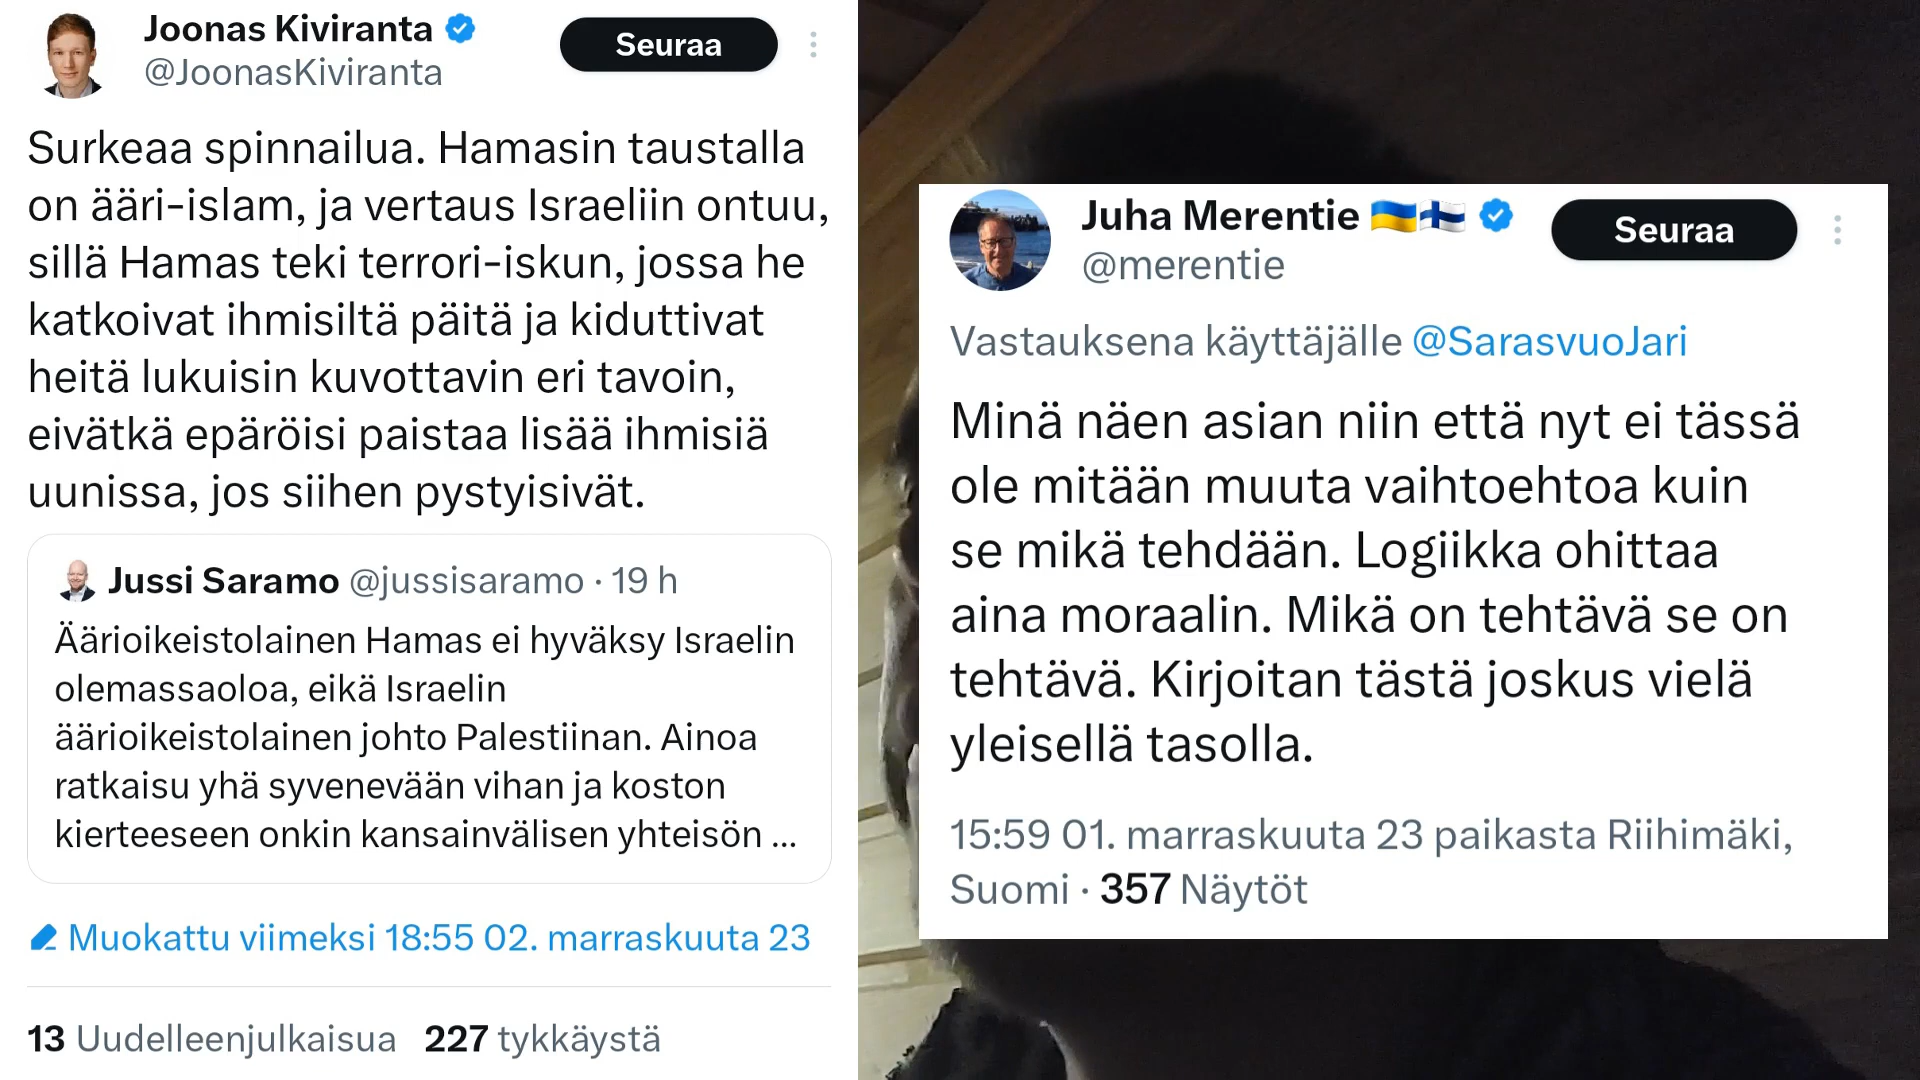 Joonas Kiviranta
@JoonasKiviranta
Seuraa
Surkeaa spinnailua. Hamasin taustalla
on ääri-islam, ja vertaus Israeliin ontuu,
sillä Hamas teki terrori-iskun, jossa he
katkoivat ihmisiltä päitä ja kiduttivat
heitä lukuisin kuvottavin eri tavoin,
eivätkä epäröisi paistaa lisää ihmisiä
uunissa, jos siihen pystyisivät.
Jussi Saramo @jussisaramo · 19 h
Äärioikeistolainen Hamas ei hyväksy Israelin
olemassaoloa, eikä Israelin
äärioikeistolainen johto Palestiinan. Ainoa
ratkaisu yhä syvenevään vihan ja koston
kierteeseen onkin kansainvälisen yhteisön ...
Muokattu viimeksi 18:55 02. marraskuuta 23
13 Uudelleenjulkaisua 227 tykkäystä
Juha Merentie 🇺🇦🇫🇮
@merentie
Seuraa
Vastauksena käyttäjälle @SarasvuoJari
Minä näen asian niin että nyt ei tässä
ole mitään muuta vaihtoehtoa kuin
se mikä tehdään. Logiikka ohittaa
aina moraalin. Mikä on tehtävä se on
tehtävä. Kirjoitan tästä joskus vielä
yleisellä tasolla.
15:59 01. marraskuuta 23 paikasta Riihimäki,
Suomi · 357 Näytöt